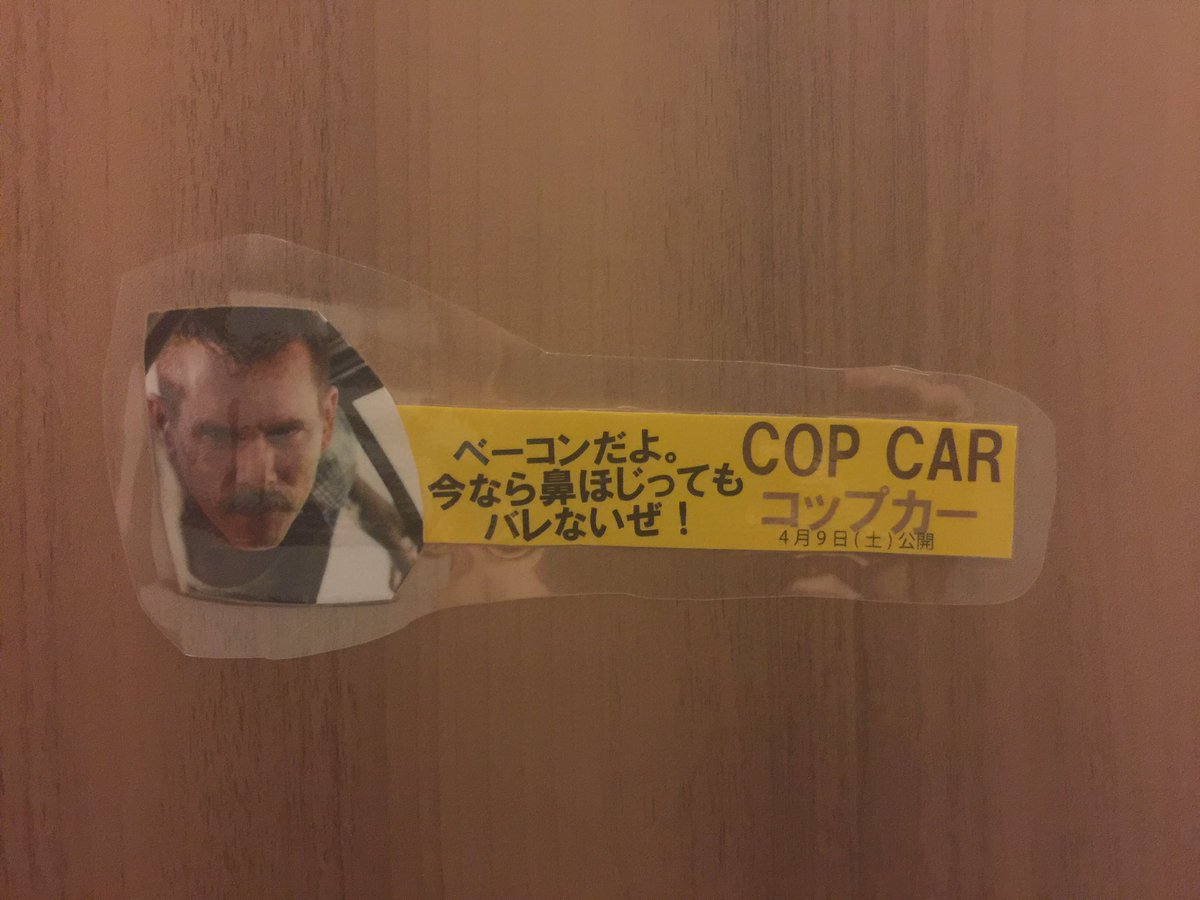 ベーコンだよ。
今なら鼻ほじっても
バレないぜ！
COP CAR
コップカー
4月9日(土)公開